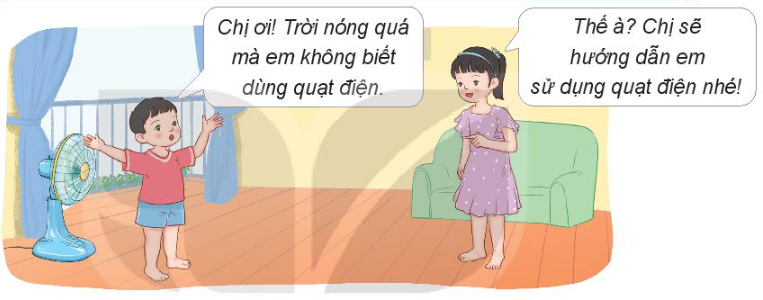 Chị ơi! Trời nóng quá
mà em không biết
dùng quạt điện.
Thế à? Chị sẽ
hướng dẫn em
sử dụng quạt điện nhé!